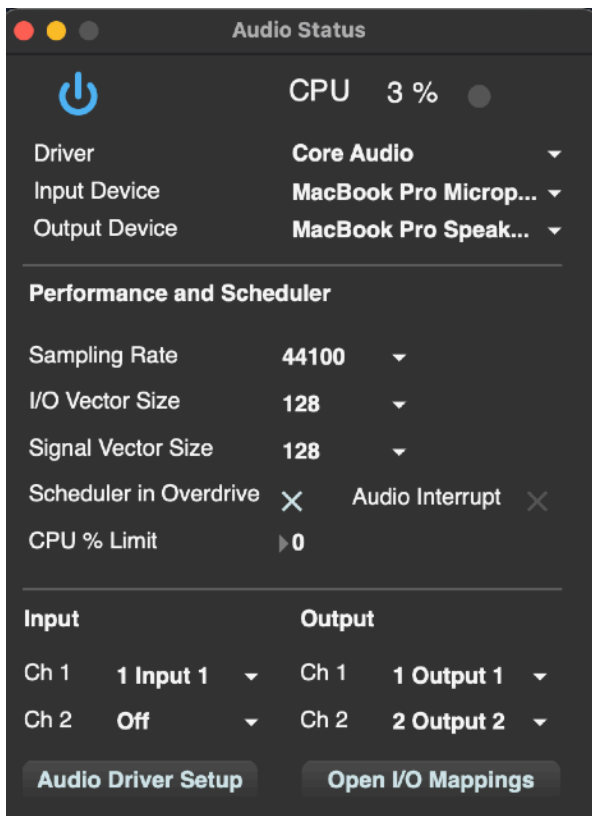 Audio Status
CPU 3 %
Driver Core Audio
Input Device MacBook Pro Microp...
Output Device MacBook Pro Speak...
Performance and Scheduler
Sampling Rate 44100
I/O Vector Size 128
Signal Vector Size 128
Scheduler in Overdrive Audio Interrupt
CPU % Limit 0
Input Output
Ch 1 1 Input 1 Ch 1 1 Output 1
Ch 2 Off Ch 2 2 Output 2
Audio Driver Setup Open I/O Mappings